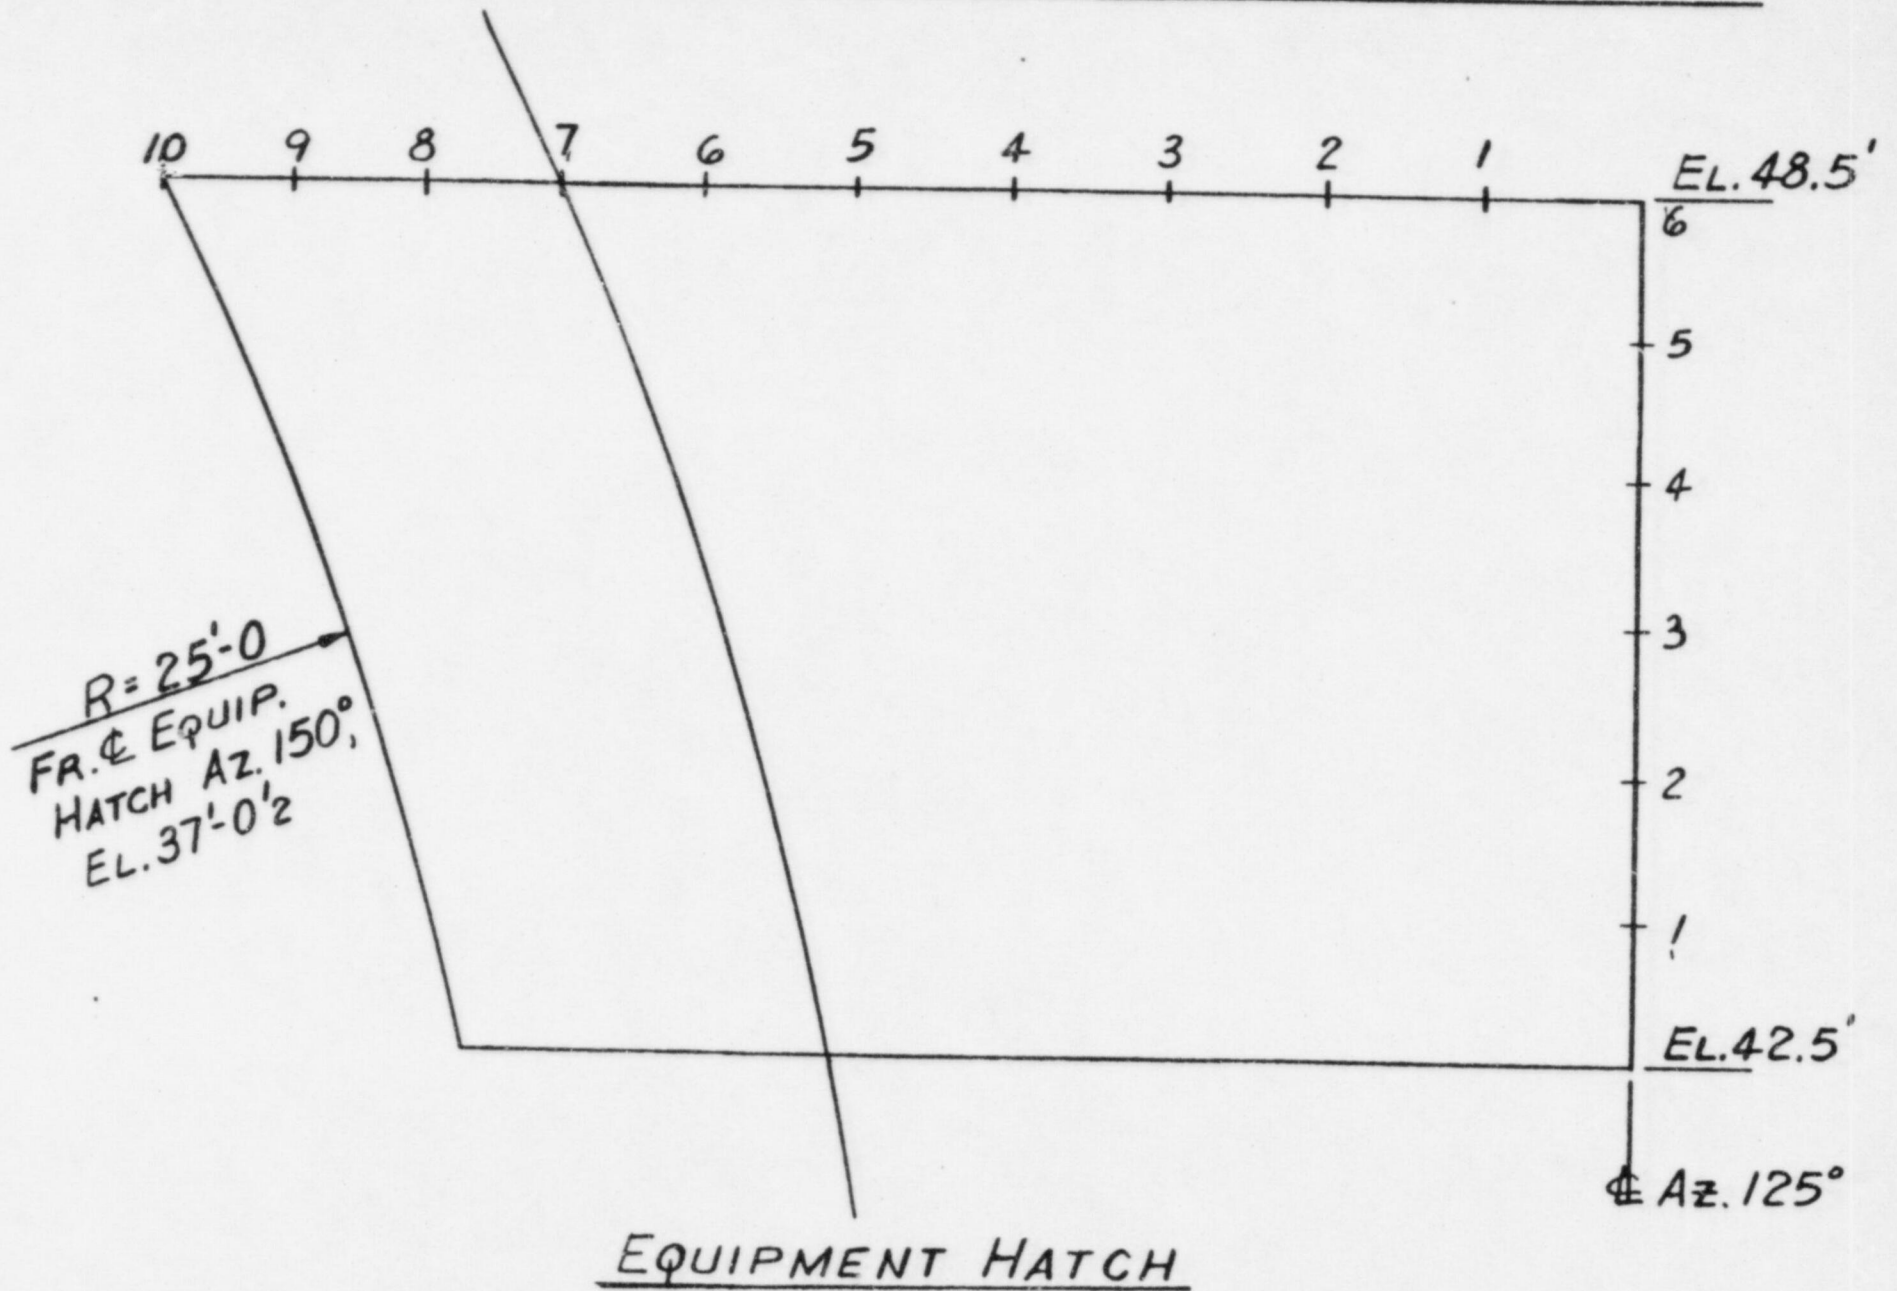 10 9 8 7 6 5 4 3 2 1
EL. 48.5'
6
5
4
3
2
1
R = 25'-0
FR. ℄ EQUIP.
HATCH AZ. 150°,
EL. 37'-0'2
EL. 42.5'
℄ AZ. 125°
EQUIPMENT HATCH